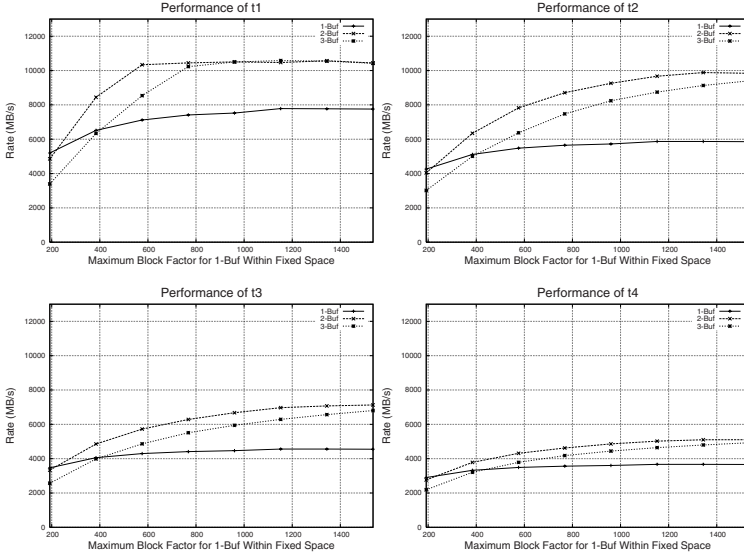 Performance of t1
1-Buf
2-Buf
3-Buf
12000
10000
8000
6000
4000
2000
0
Rate (MB/s)
200 400 600 800 1000 1200 1400
Maximum Block Factor for 1-Buf Within Fixed Space
Performance of t2
1-Buf
2-Buf
3-Buf
12000
10000
8000
6000
4000
2000
0
Rate (MB/s)
200 400 600 800 1000 1200 1400
Maximum Block Factor for 1-Buf Within Fixed Space
Performance of t3
1-Buf
2-Buf
3-Buf
12000
10000
8000
6000
4000
2000
0
Rate (MB/s)
200 400 600 800 1000 1200 1400
Maximum Block Factor for 1-Buf Within Fixed Space
Performance of t4
1-Buf
2-Buf
3-Buf
12000
10000
8000
6000
4000
2000
0
Rate (MB/s)
200 400 600 800 1000 1200 1400
Maximum Block Factor for 1-Buf Within Fixed Space